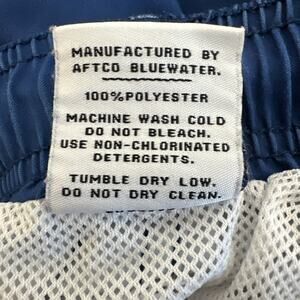 MANUFACTURED BY
AFTCO BLUEWATER.
100%POLYESTER
MACHINE WASH COLD
DO NOT BLEACH.
USE NON-CHLORINATED
DETERGENTS.
TUMBLE DRY LOW.
DO NOT DRY CLEAN.